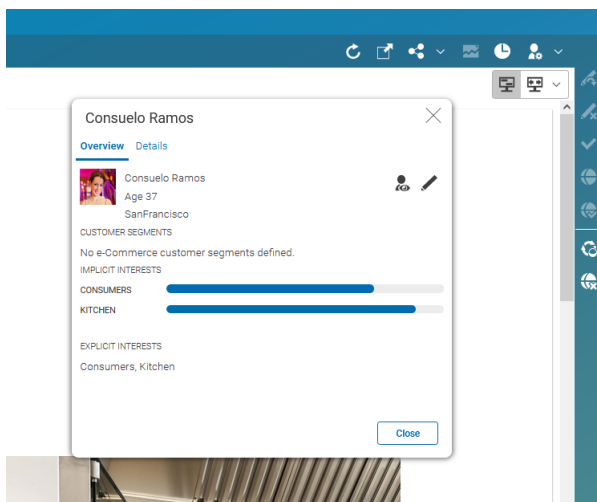 Consuelo Ramos
Overview Details
Consuelo Ramos
Age 37
SanFrancisco
CUSTOMER SEGMENTS
No e-Commerce customer segments defined.
IMPLICIT INTERESTS
CONSUMERS
KITCHEN
EXPLICIT INTERESTS
Consumers, Kitchen
Close